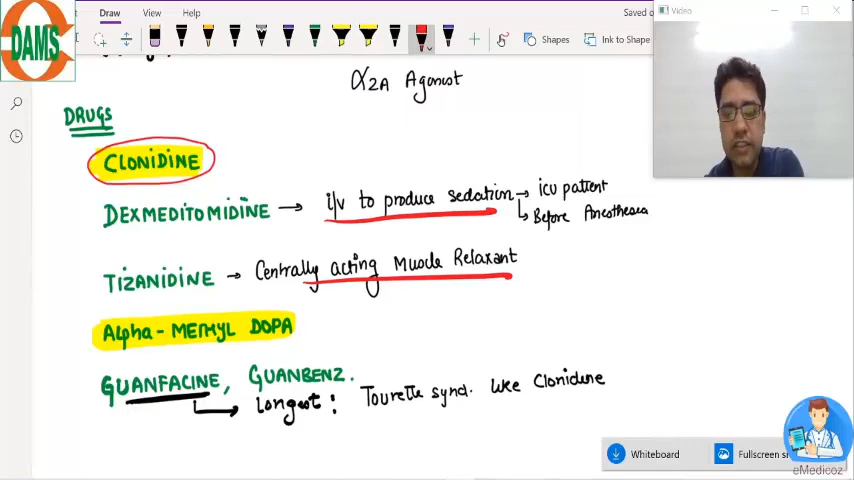 DAMS
Draw
View
Help
Saved o
Video
Shapes
Ink to Shape
α2A Agonist
DRUGS
CLONIDINE
DEXMEDITOMIDINE → i/v to produce sedation → icu patient
→ Before Anesthesia
TIZANIDINE → Centrally acting Muscle Relaxant
Alpha - METHYL DOPA
GUANFACINE, GUANBENZ.
→ Longest : Tourette synd. like Clonidine
Whiteboard
Fullscreen s
eMedicoz